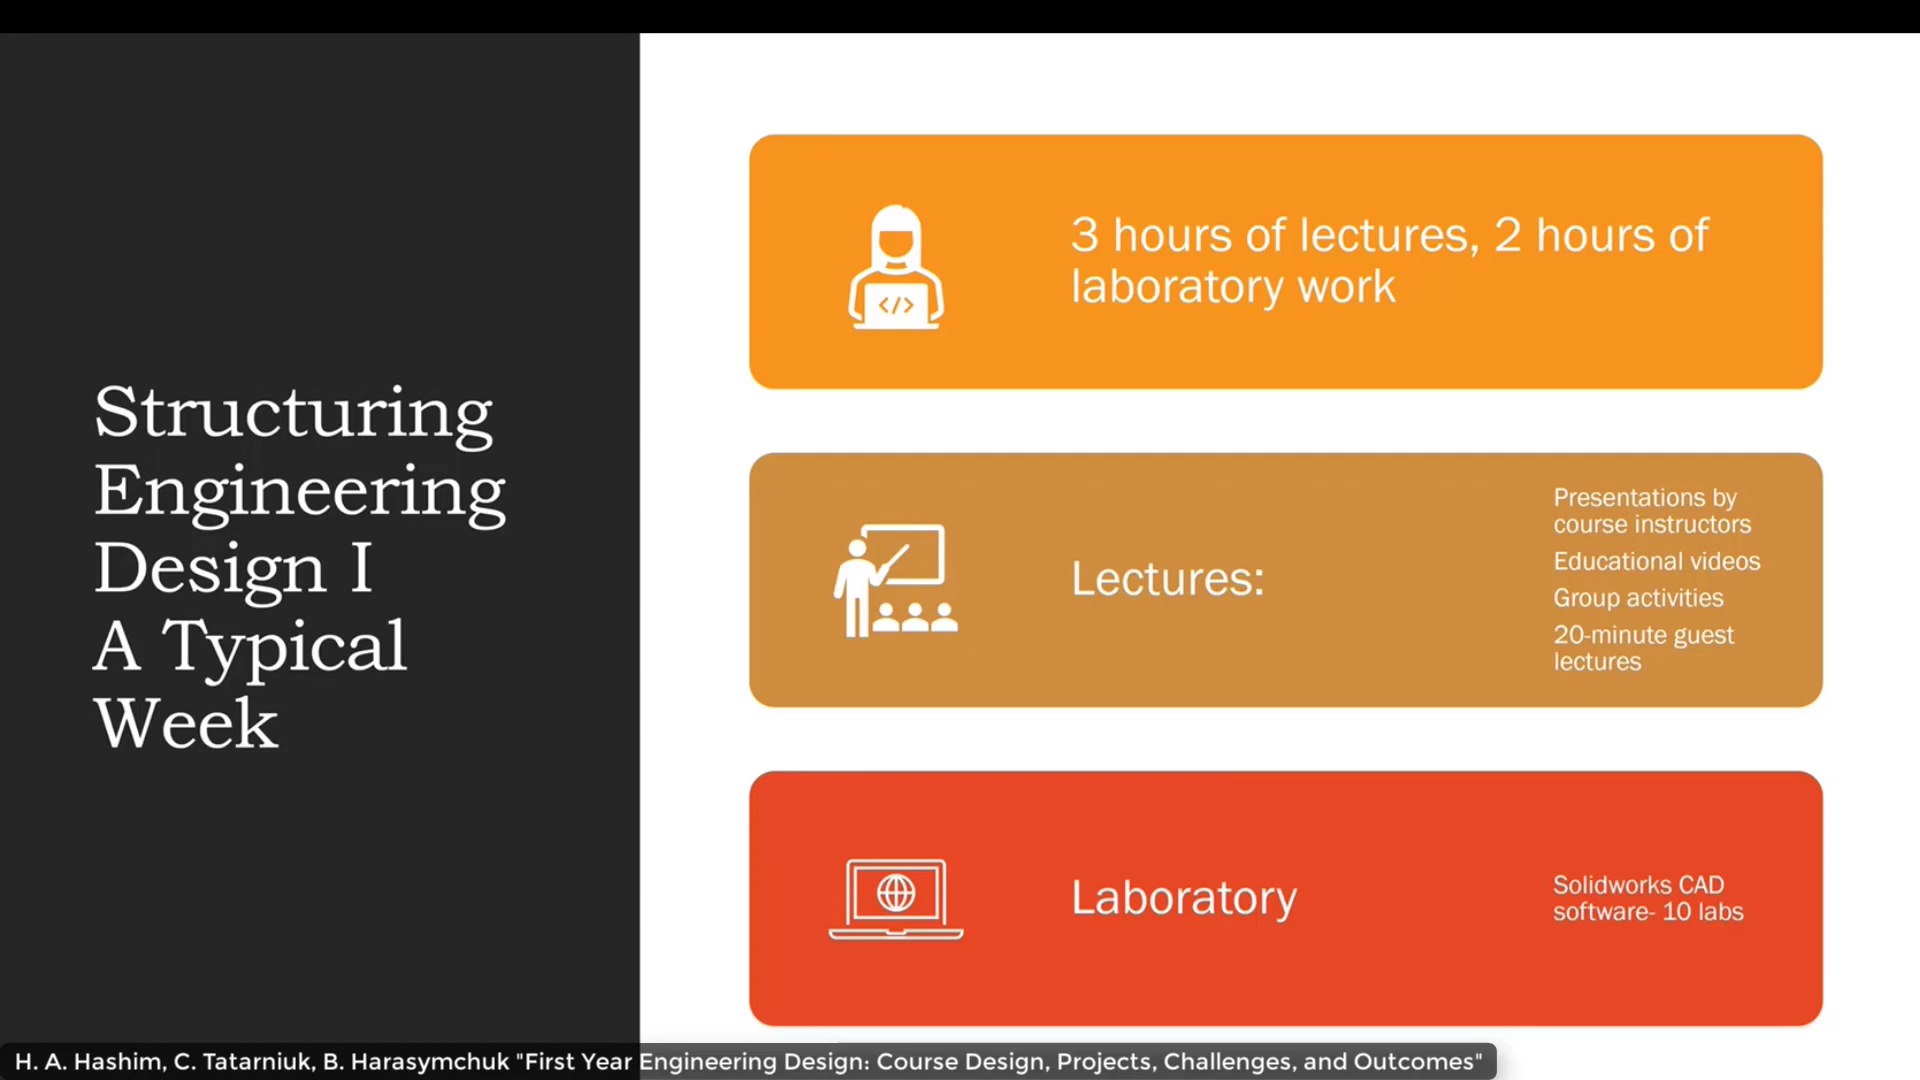 Structuring
Engineering
Design I
A Typical
Week
3 hours of lectures, 2 hours of
laboratory work
Lectures:
Presentations by
course instructors
Educational videos
Group activities
20-minute guest
lectures
Laboratory
Solidworks CAD
software- 10 labs
H. A. Hashim, C. Tatarniuk, B. Harasymchuk "First Year Engineering Design: Course Design, Projects, Challenges, and Outcomes"